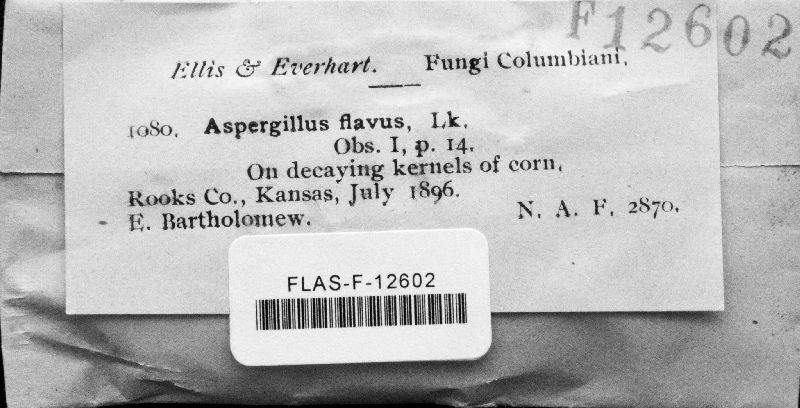 F12602
Ellis & Everhart. Fungi Columbiani.
1080. Aspergillus flavus, Lk.
Obs. I, p. 14.
On decaying kernels of corn.
Rooks Co., Kansas, July 1896.
E. Bartholomew. N. A. F. 2870.
FLAS-F-12602